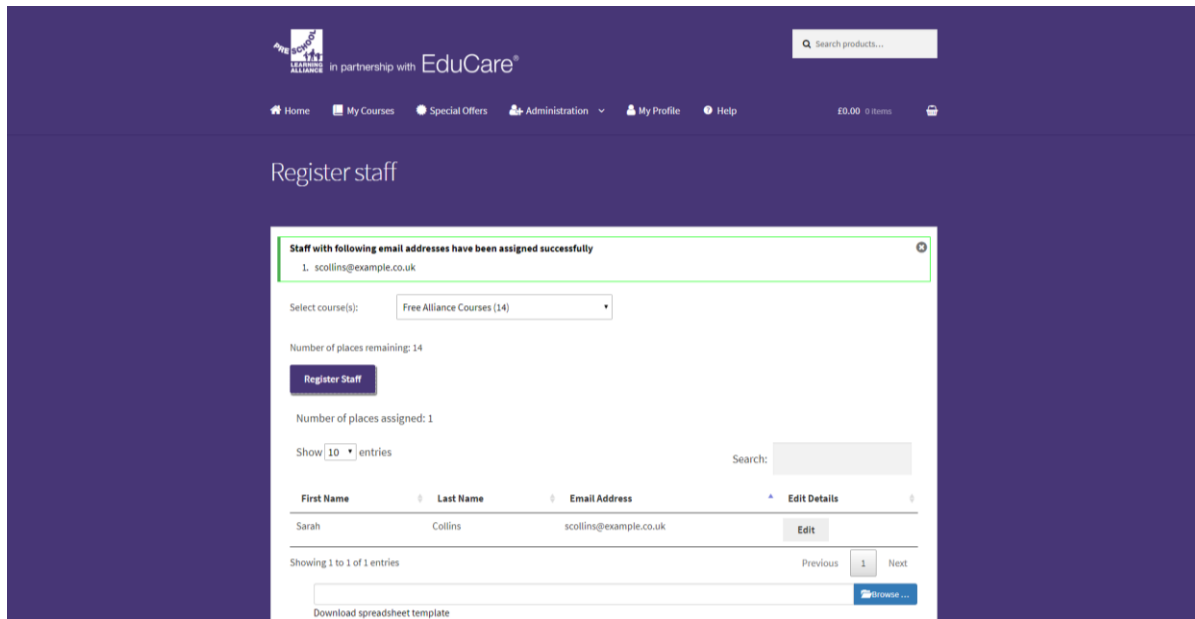 PRE SCHOOL
LEARNING
ALLIANCE
in partnership with EduCare®
Search products...
Home My Courses Special Offers Administration My Profile Help £0.00 0 items
Register staff
Staff with following email addresses have been assigned successfully
1. scollins@example.co.uk
Select course(s): Free Alliance Courses (14)
Number of places remaining: 14
Register Staff
Number of places assigned: 1
Show 10 entries
Search:
First Name Last Name Email Address Edit Details
Sarah Collins scollins@example.co.uk Edit
Showing 1 to 1 of 1 entries Previous 1 Next
Browse ...
Download spreadsheet template